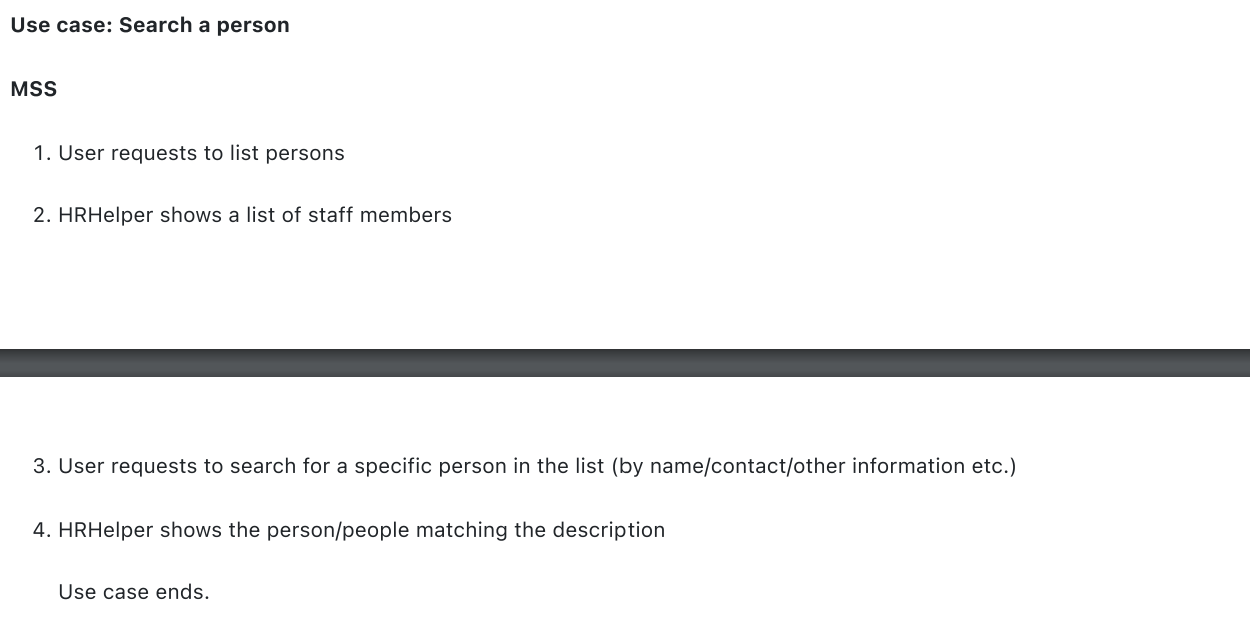 Use case: Search a person
MSS
1. User requests to list persons
2. HRHelper shows a list of staff members
3. User requests to search for a specific person in the list (by name/contact/other information etc.)
4. HRHelper shows the person/people matching the description
Use case ends.